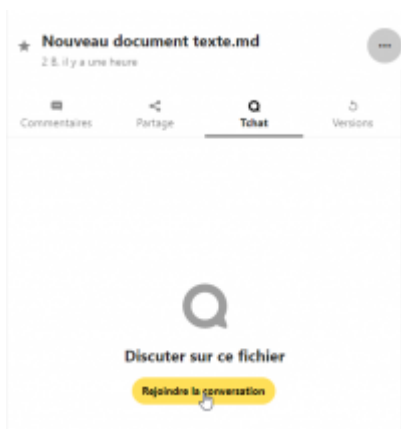 Nouveau document texte.md
2 B, il y a une heure
Commentaires Partage Tchat Versions
Discuter sur ce fichier
Rejoindre la conversation